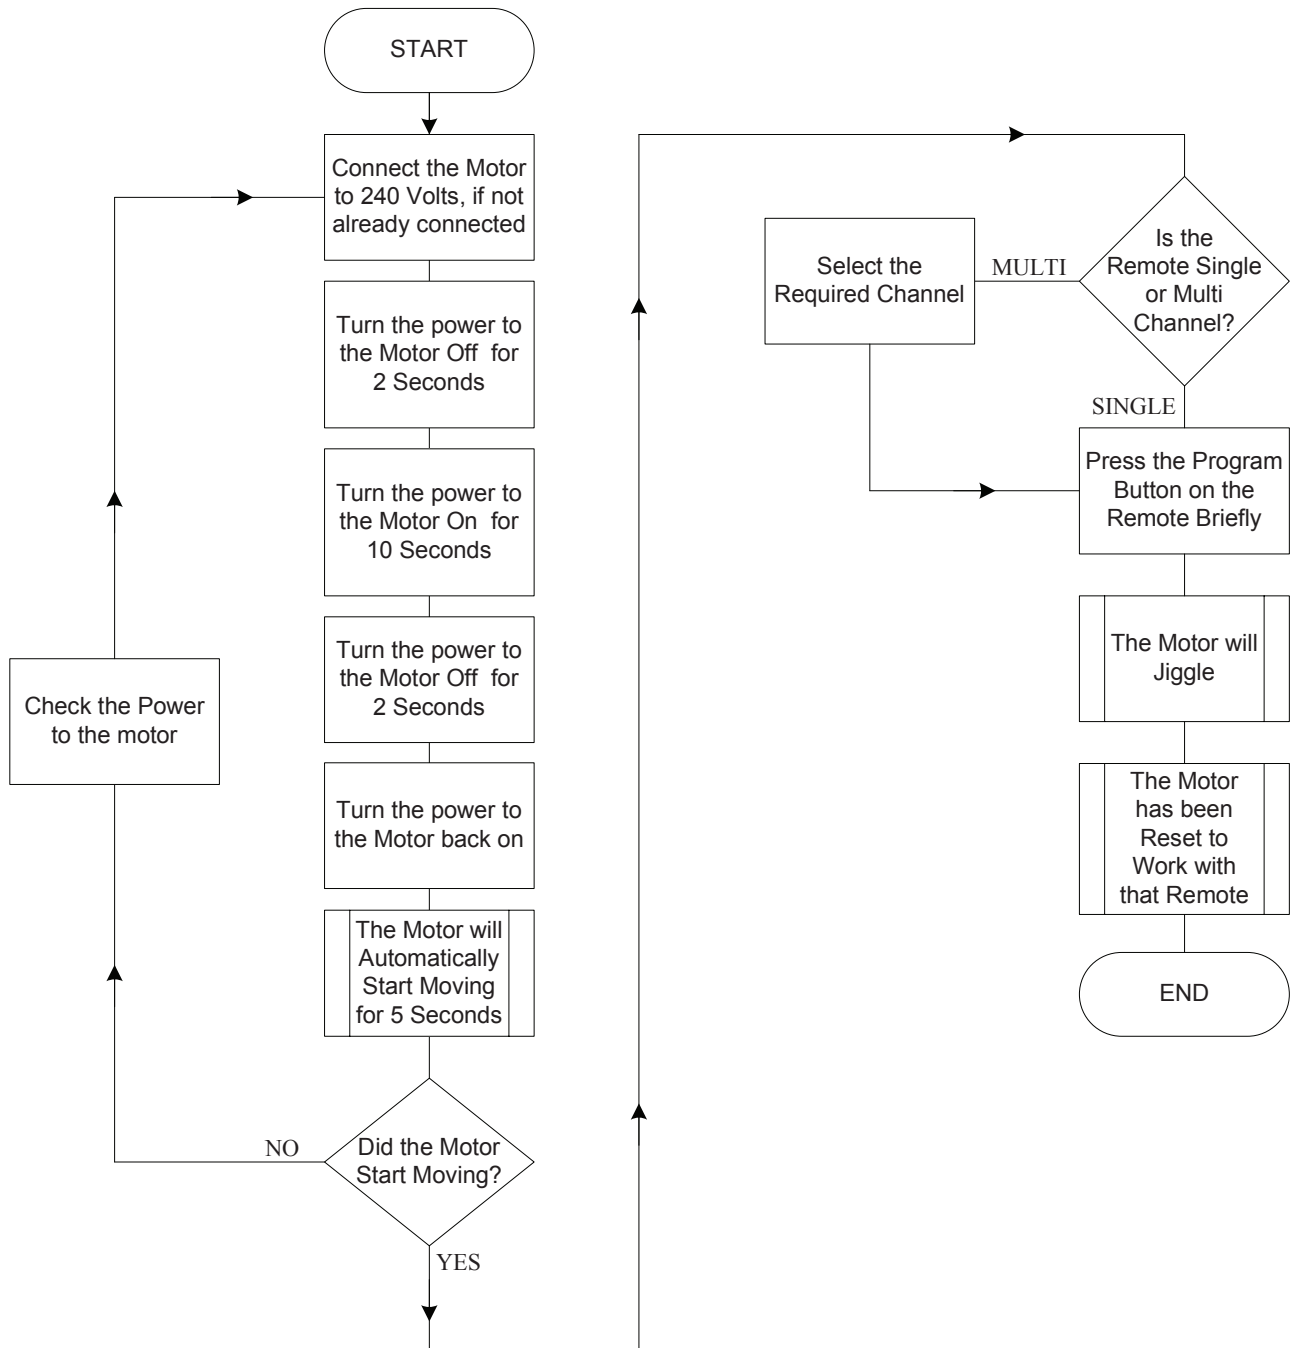 START
Connect the Motor
to 240 Volts, if not
already connected
Turn the power to
the Motor Off for
2 Seconds
Turn the power to
the Motor On for
10 Seconds
Turn the power to
the Motor Off for
2 Seconds
Check the Power
to the motor
Turn the power to
the Motor back on
The Motor will
Automatically
Start Moving
for 5 Seconds
NO
Did the Motor
Start Moving?
YES
Is the
Remote Single
or Multi
Channel?
MULTI
Select the
Required Channel
SINGLE
Press the Program
Button on the
Remote Briefly
The Motor will
Jiggle
The Motor
has been
Reset to
Work with
that Remote
END